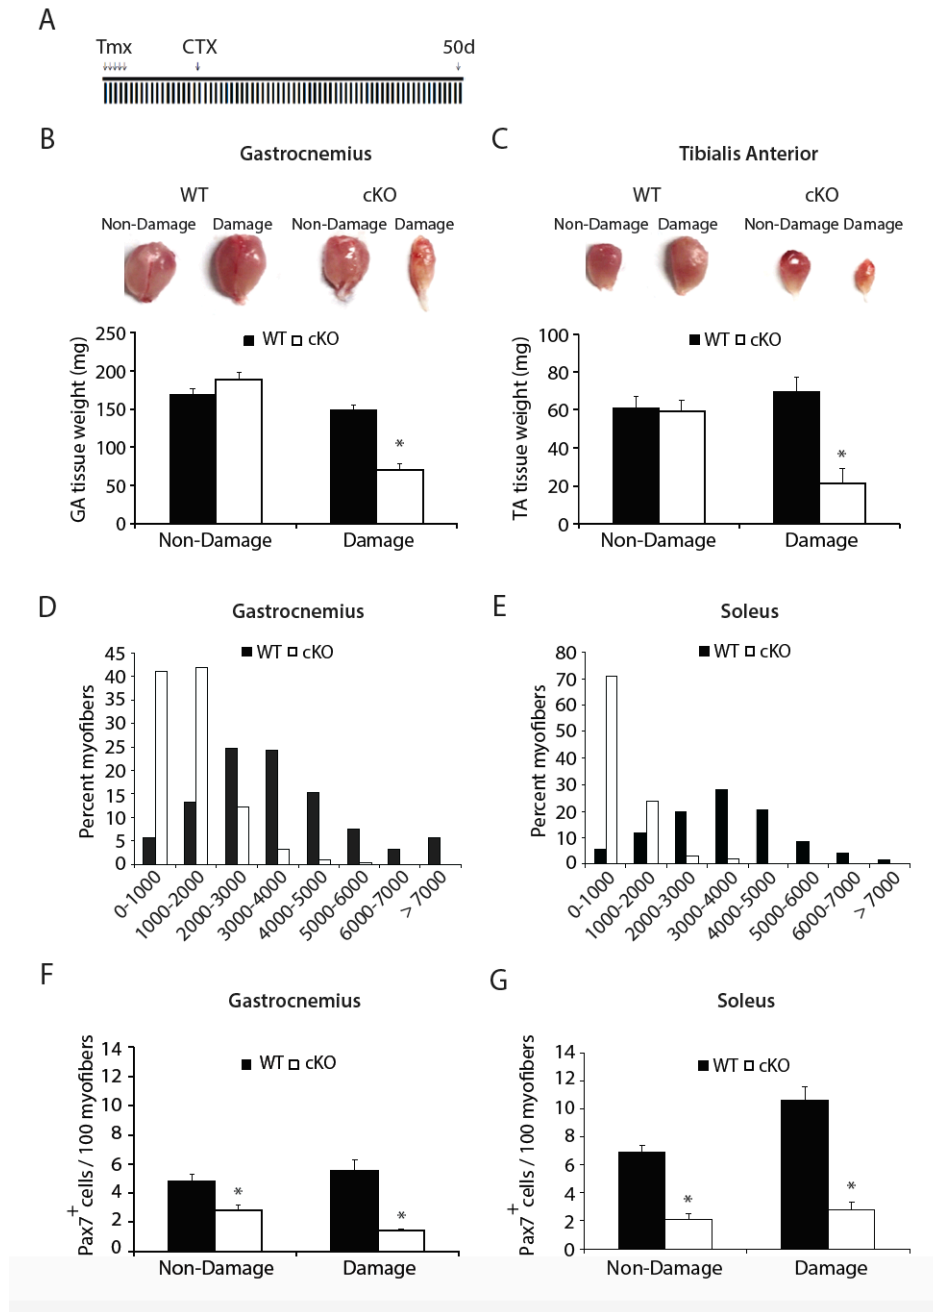 A
Tmx CTX 50d
B
Gastrocnemius
WT cKO
Non-Damage Damage Non-Damage Damage
GA tissue weight (mg)
250
200
150
100
50
0
WT cKO
*
Non-Damage Damage
C
Tibialis Anterior
WT cKO
Non-Damage Damage Non-Damage Damage
TA tissue weight (mg)
100
80
60
40
20
0
WT cKO
*
Non-Damage Damage
D
Gastrocnemius
Percent myofibers
45
40
35
30
25
20
15
10
5
0
WT cKO
0-1000
1000-2000
2000-3000
3000-4000
4000-5000
5000-6000
6000-7000
> 7000
E
Soleus
Percent myofibers
80
70
60
50
40
30
20
10
0
WT cKO
0-1000
1000-2000
2000-3000
3000-4000
4000-5000
5000-6000
6000-7000
> 7000
F
Gastrocnemius
Pax7+ cells / 100 myofibers
14
12
10
8
6
4
2
0
WT cKO
*
*
Non-Damage Damage
G
Soleus
Pax7+ cells / 100 myofibers
14
12
10
8
6
4
2
0
WT cKO
*
*
Non-Damage Damage